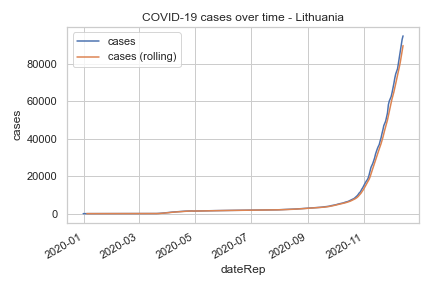 COVID-19 cases over time - Lithuania
cases
cases (rolling)
80000
60000
40000
20000
0
cases
2020-01
2020-03
2020-05
2020-07
2020-09
2020-11
dateRep